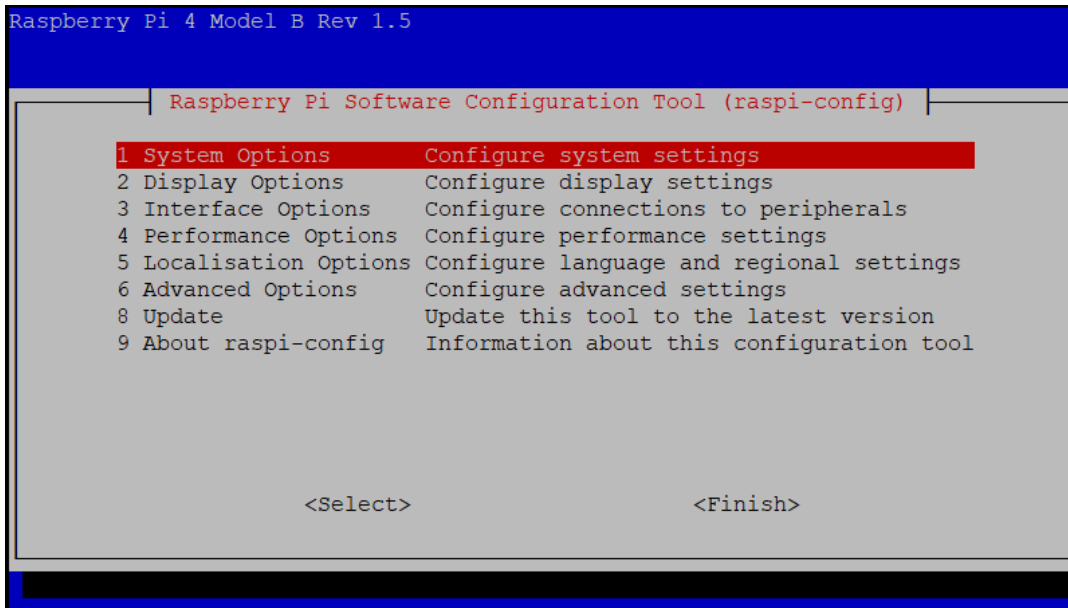 Raspberry Pi 4 Model B Rev 1.5
Raspberry Pi Software Configuration Tool (raspi-config)
1 System Options Configure system settings
2 Display Options Configure display settings
3 Interface Options Configure connections to peripherals
4 Performance Options Configure performance settings
5 Localisation Options Configure language and regional settings
6 Advanced Options Configure advanced settings
8 Update Update this tool to the latest version
9 About raspi-config Information about this configuration tool
<Select> <Finish>